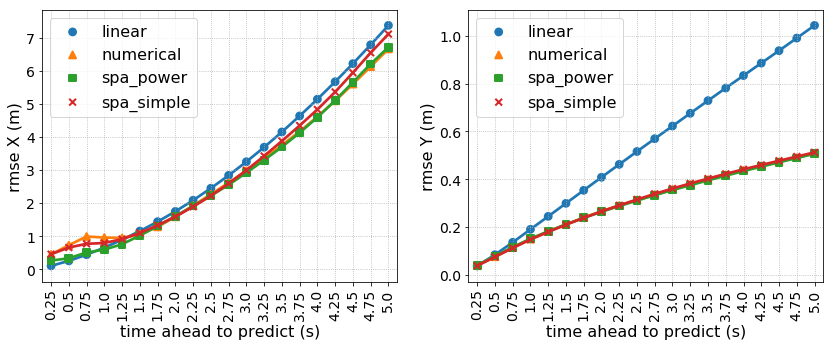 linear
numerical
spa_power
spa_simple
rmse X (m)
7
6
5
4
3
2
1
0
0.25 0.5 0.75 1.0 1.25 1.5 1.75 2.0 2.25 2.5 2.75 3.0 3.25 3.5 3.75 4.0 4.25 4.5 4.75 5.0
time ahead to predict (s)
linear
numerical
spa_power
spa_simple
rmse Y (m)
1.0
0.8
0.6
0.4
0.2
0.0
0.25 0.5 0.75 1.0 1.25 1.5 1.75 2.0 2.25 2.5 2.75 3.0 3.25 3.5 3.75 4.0 4.25 4.5 4.75 5.0
time ahead to predict (s)